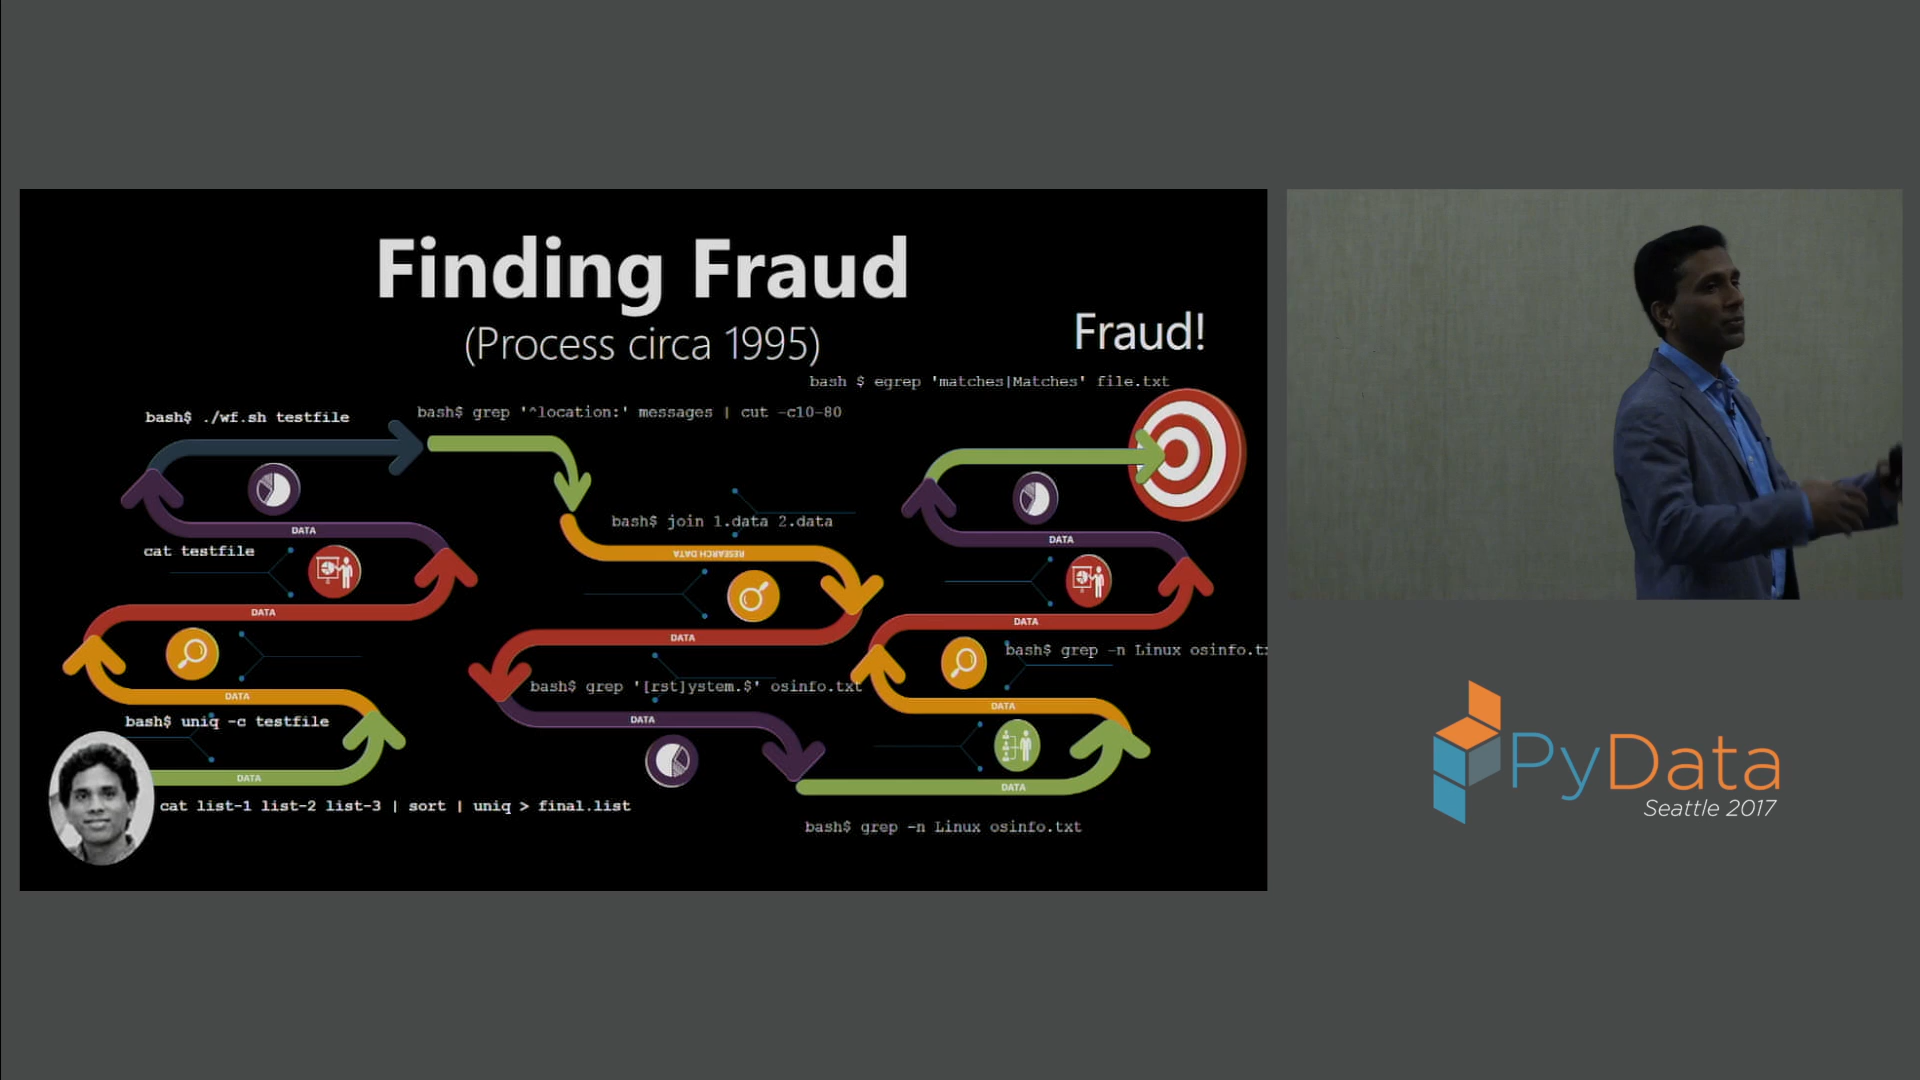 Finding Fraud
(Process circa 1995)
Fraud!
bash $ egrep 'matches|Matches' file.txt
bash$ ./wf.sh testfile
bash$ grep '^location:' messages | cut -c10-80
bash$ join 1.data 2.data
DATA
DATA
cat testfile
RESEARCH DATA
DATA
DATA
DATA
bash$ grep -n Linux osinfo.tx
bash$ grep '[rst]ystem.$' osinfo.txt
DATA
DATA
DATA
bash$ uniq -c testfile
DATA
DATA
cat list-1 list-2 list-3 | sort | uniq > final.list
bash$ grep -n Linux osinfo.txt
PyData
Seattle 2017